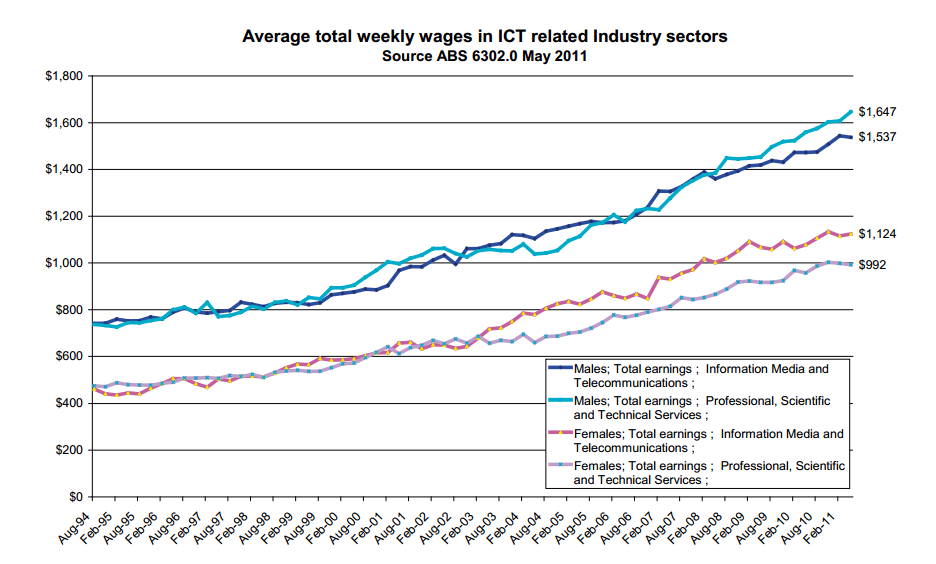 Average total weekly wages in ICT related Industry sectors
Source ABS 6302.0 May 2011
$1,800
$1,600
$1,400
$1,200
$1,000
$800
$600
$400
$200
$0
$1,647
$1,537
$1,124
$992
Males; Total earnings ; Information Media and
Telecommunications ;
Males; Total earnings ; Professional, Scientific
and Technical Services ;
Females; Total earnings ; Information Media and
Telecommunications ;
Females; Total earnings ; Professional, Scientific
and Technical Services ;
Aug-94
Feb-95
Aug-95
Feb-96
Aug-96
Feb-97
Aug-97
Feb-98
Aug-98
Feb-99
Aug-99
Feb-00
Aug-00
Feb-01
Aug-01
Feb-02
Aug-02
Feb-03
Aug-03
Feb-04
Aug-04
Feb-05
Aug-05
Feb-06
Aug-06
Feb-07
Aug-07
Feb-08
Aug-08
Feb-09
Aug-09
Feb-10
Aug-10
Feb-11